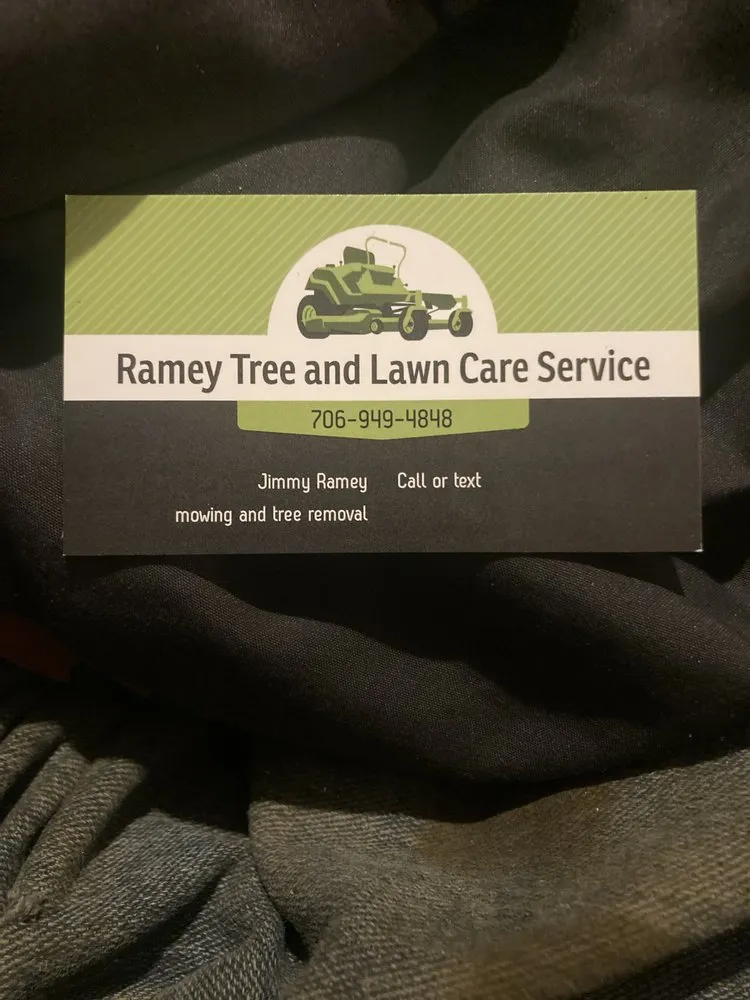 Ramey Tree and Lawn Care Service
706-949-4848
Jimmy Ramey Call or text
mowing and tree removal